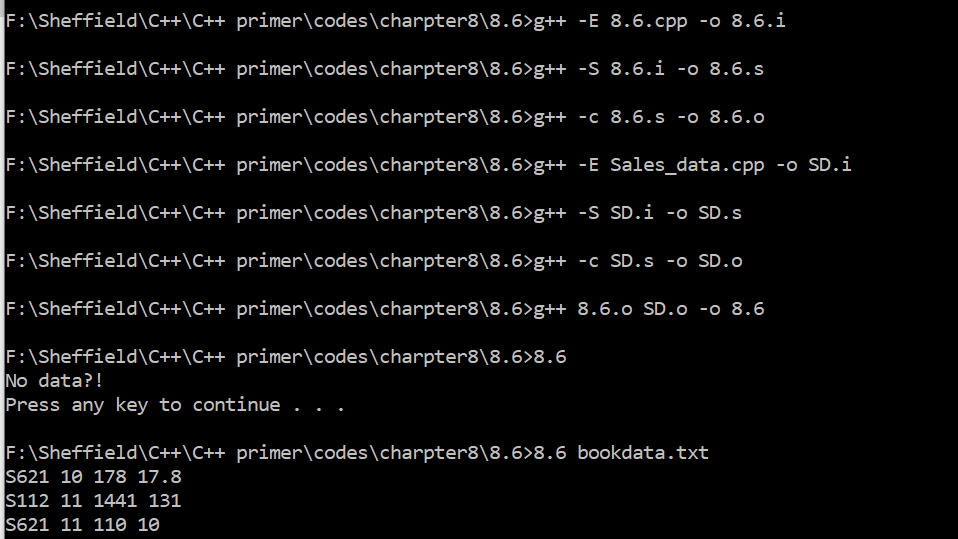 F:\Sheffield\C++\C++ primer\codes\charpter8\8.6>g++ -E 8.6.cpp -o 8.6.i
F:\Sheffield\C++\C++ primer\codes\charpter8\8.6>g++ -S 8.6.i -o 8.6.s
F:\Sheffield\C++\C++ primer\codes\charpter8\8.6>g++ -c 8.6.s -o 8.6.o
F:\Sheffield\C++\C++ primer\codes\charpter8\8.6>g++ -E Sales_data.cpp -o SD.i
F:\Sheffield\C++\C++ primer\codes\charpter8\8.6>g++ -S SD.i -o SD.s
F:\Sheffield\C++\C++ primer\codes\charpter8\8.6>g++ -c SD.s -o SD.o
F:\Sheffield\C++\C++ primer\codes\charpter8\8.6>g++ 8.6.o SD.o -o 8.6
F:\Sheffield\C++\C++ primer\codes\charpter8\8.6>8.6
No data?!
Press any key to continue . . .
F:\Sheffield\C++\C++ primer\codes\charpter8\8.6>8.6 bookdata.txt
S621 10 178 17.8
S112 11 1441 131
S621 11 110 10